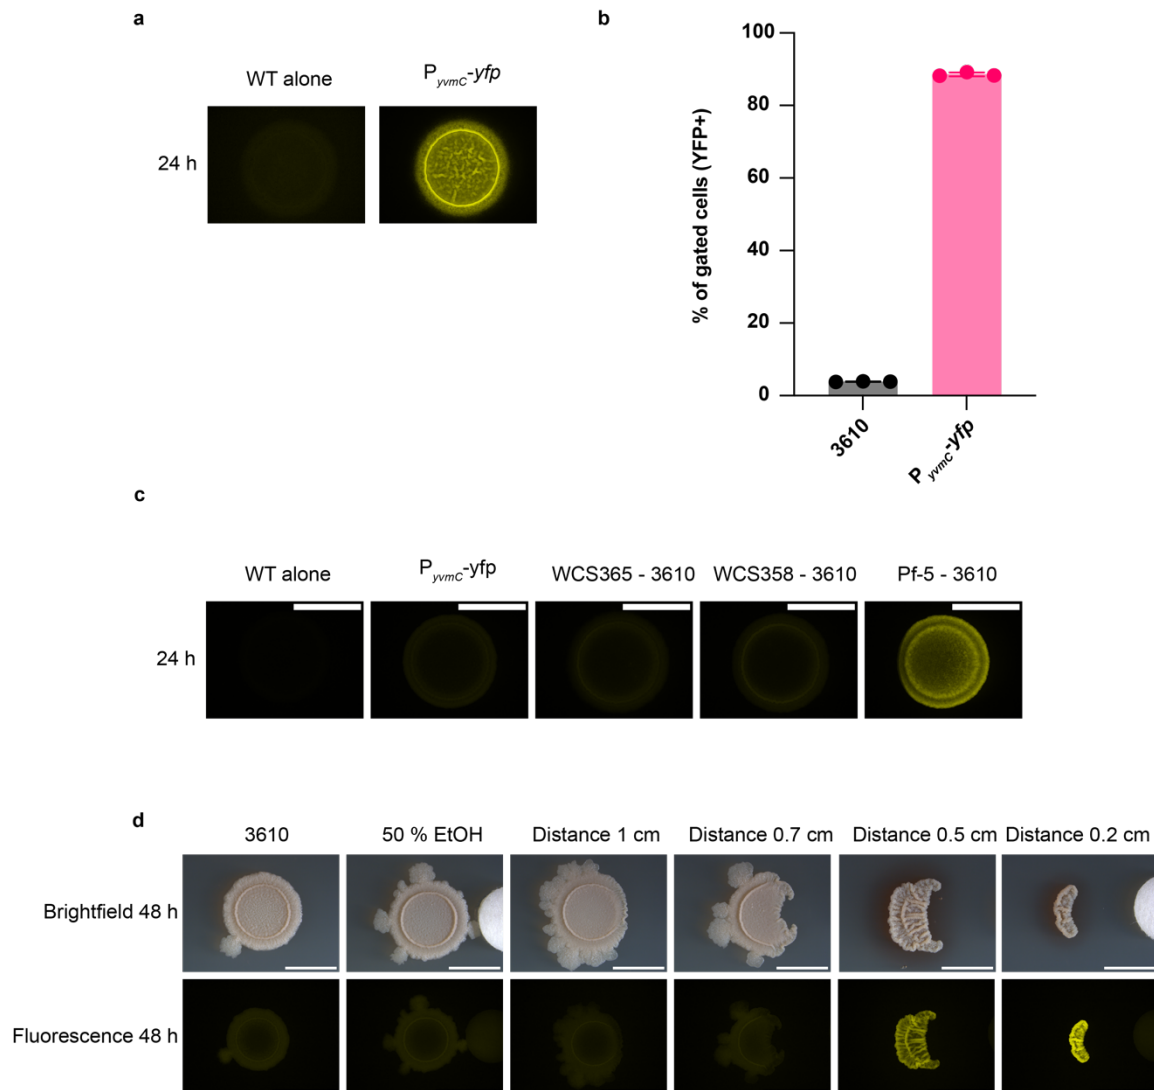 a
WT alone
PyvmC-yfp
24 h
b
% of gated cells (YFP+)
100
80
60
40
20
0
3610
PyvmC-yfp
c
WT alone
PyvmC-yfp
WCS365 - 3610
WCS358 - 3610
Pf-5 - 3610
24 h
d
3610
50 % EtOH
Distance 1 cm
Distance 0.7 cm
Distance 0.5 cm
Distance 0.2 cm
Brightfield 48 h
Fluorescence 48 h